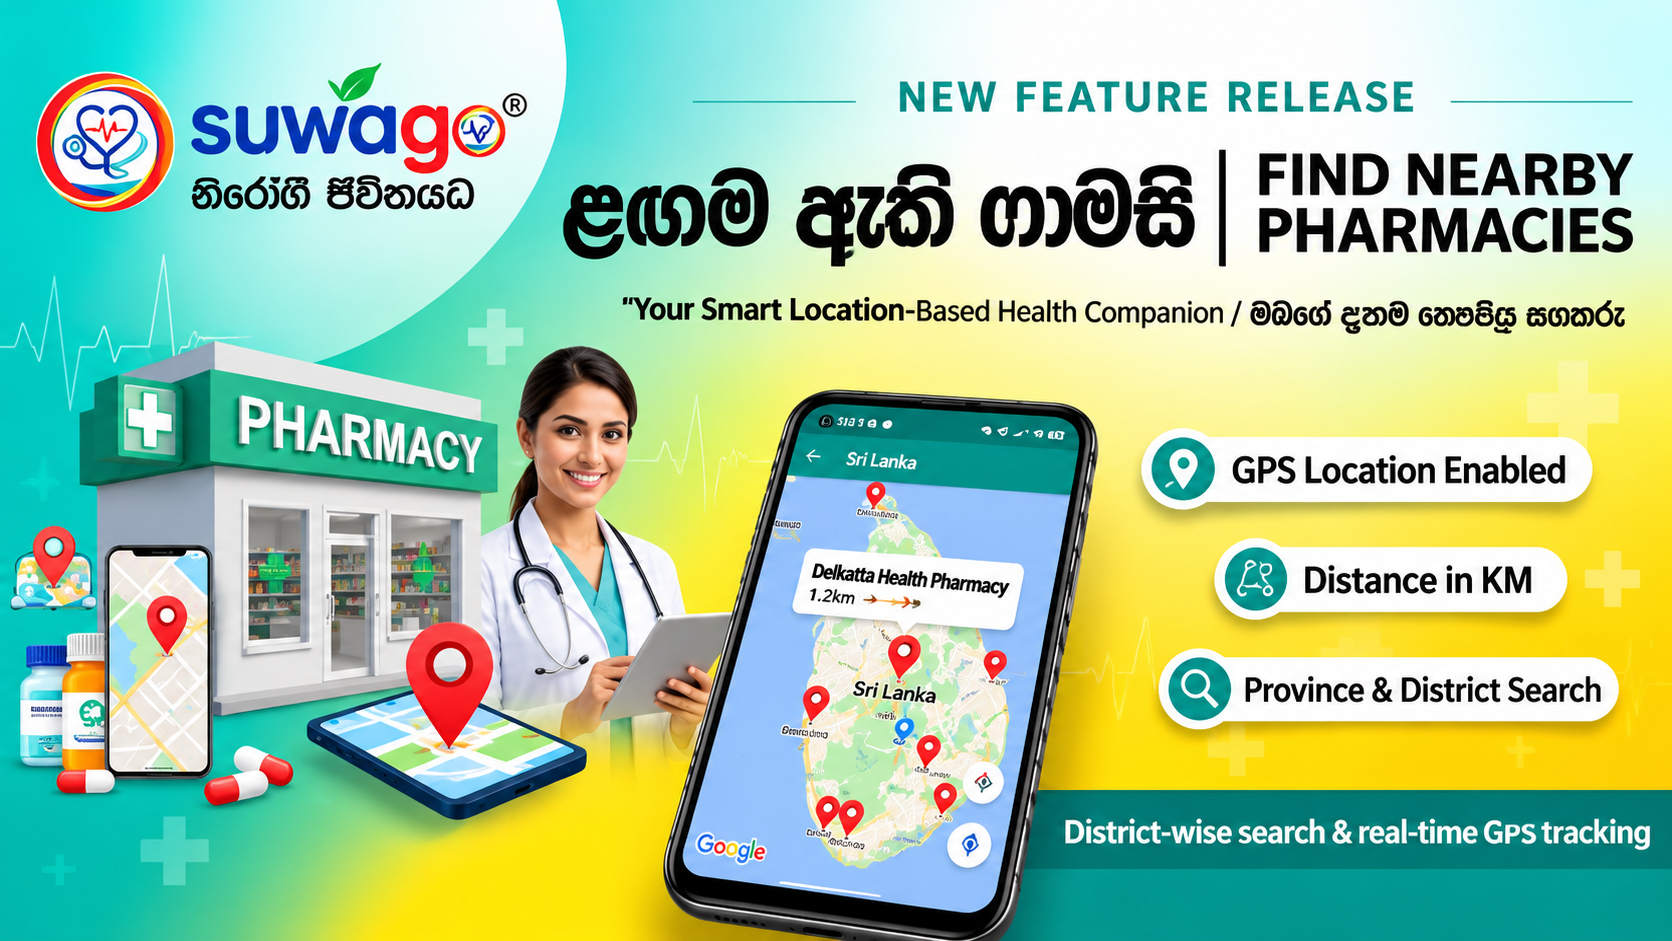 suwago®
නිරෝගී ජීවිතයධ
NEW FEATURE RELEASE
ළඟම ඇති ෆාමසි
FIND NEARBY
PHARMACIES
"Your Smart Location-Based Health Companion /
PHARMACY
Sri Lanka
Delkatta Health Pharmacy
1.2km
Sri Lanka
Google
GPS Location Enabled
Distance in KM
Province & District Search
District-wise search & real-time GPS tracking